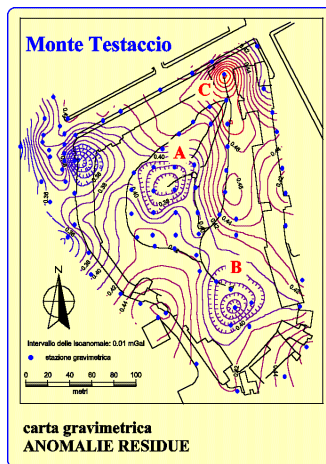 Monte Testaccio
C
A
B
N
Intervallo delle isoanomale: 0.01 mGal
stazione gravimetrica
0 20 40 60 80 100
metri
carta gravimetrica
ANOMALIE RESIDUE